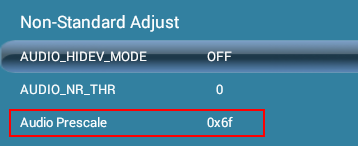 Non-Standard Adjust
AUDIO_HIDEV_MODE OFF
AUDIO_NR_THR 0
Audio Prescale 0x6f